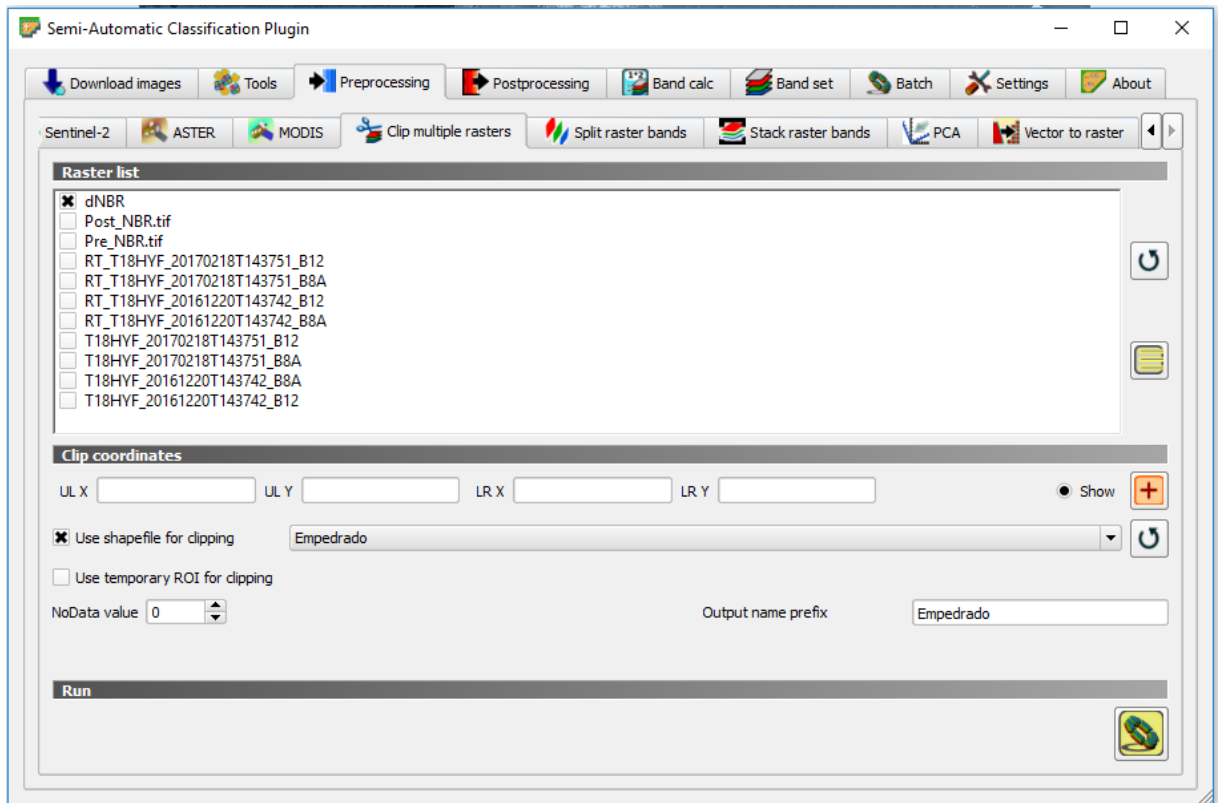 Semi-Automatic Classification Plugin
Download images Tools Preprocessing Postprocessing Band calc Band set Batch Settings About
Sentinel-2 ASTER MODIS Clip multiple rasters Split raster bands Stack raster bands PCA Vector to raster
Raster list
dNBR
Post_NBR.tif
Pre_NBR.tif
RT_T18HYF_20170218T143751_B12
RT_T18HYF_20170218T143751_B8A
RT_T18HYF_20161220T143742_B12
RT_T18HYF_20161220T143742_B8A
T18HYF_20170218T143751_B12
T18HYF_20170218T143751_B8A
T18HYF_20161220T143742_B8A
T18HYF_20161220T143742_B12
Clip coordinates
UL X UL Y LR X LR Y Show
Use shapefile for clipping Empedrado
Use temporary ROI for clipping
NoData value 0 Output name prefix Empedrado
Run